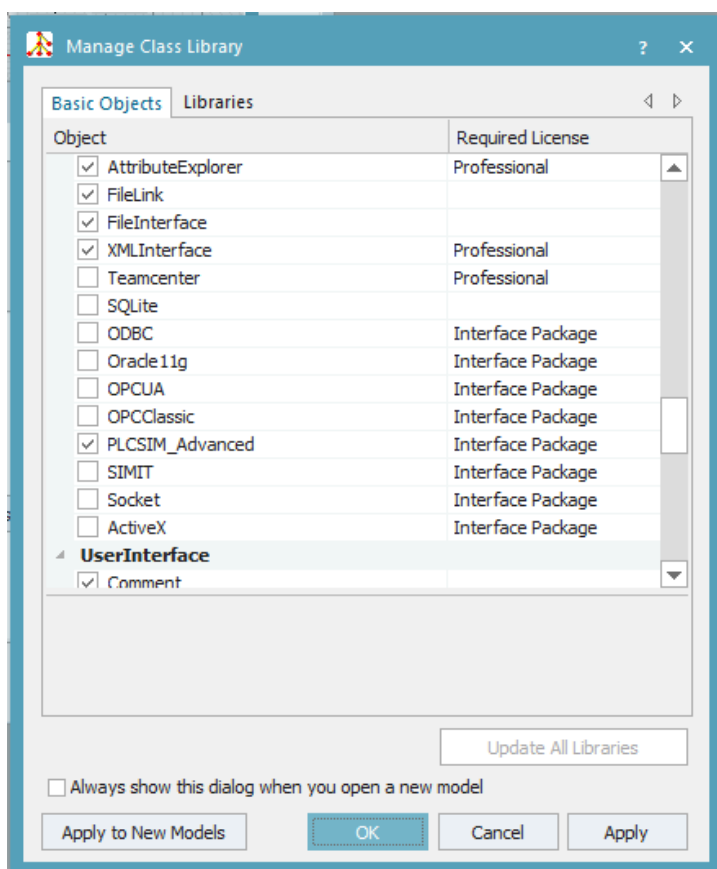 Manage Class Library ?
Basic Objects Libraries
Object Required License
AttributeExplorer Professional
FileLink
FileInterface
XMLInterface Professional
Teamcenter Professional
SQLite
ODBC Interface Package
Oracle11g Interface Package
OPCUA Interface Package
OPCClassic Interface Package
PLCSIM_Advanced Interface Package
SIMIT Interface Package
Socket Interface Package
ActiveX Interface Package
UserInterface
Comment
Update All Libraries
Always show this dialog when you open a new model
Apply to New Models OK Cancel Apply